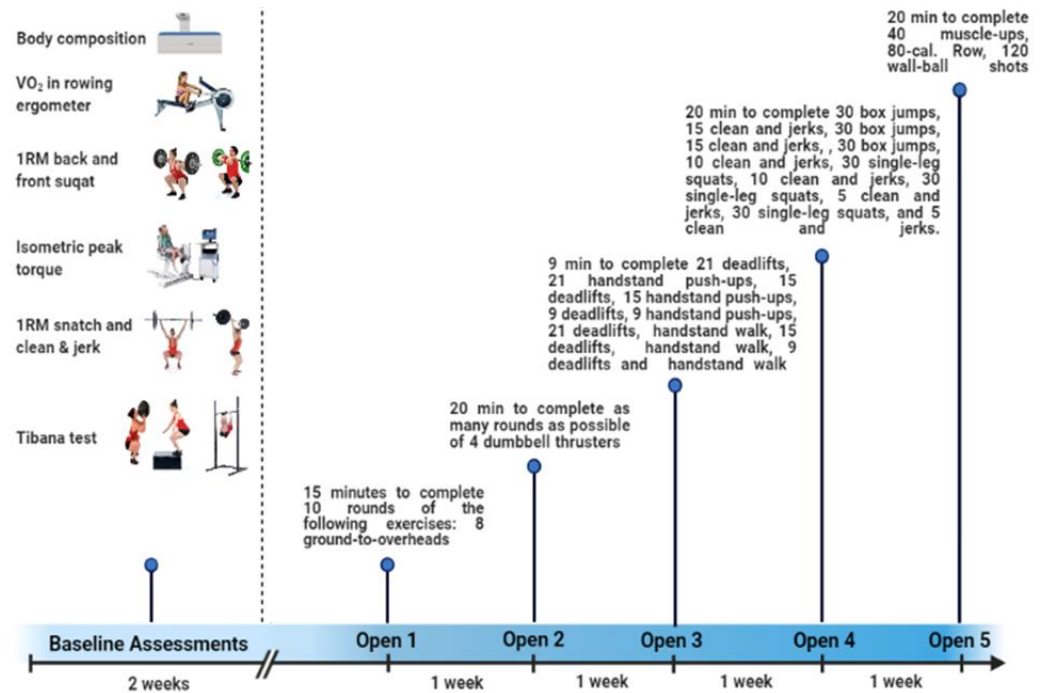 Body composition
VO₂ in rowing
ergometer
1RM back and
front suqat
Isometric peak
torque
1RM snatch and
clean & jerk
Tibana test
15 minutes to complete
10 rounds of the
following exercises: 8
ground-to-overheads
20 min to complete as
many rounds as possible
of 4 dumbbell thrusters
9 min to complete 21 deadlifts,
21 handstand push-ups, 15
deadlifts, 15 handstand push-ups,
9 deadlifts, 9 handstand push-ups,
21 deadlifts, handstand walk, 15
deadlifts, handstand walk, 9
deadlifts and handstand walk
20 min to complete 30 box jumps,
15 clean and jerks, 30 box jumps,
15 clean and jerks, , 30 box jumps,
10 clean and jerks, 30 single-leg
squats, 10 clean and jerks, 30
single-leg squats, 5 clean and
jerks, 30 single-leg squats, and 5
clean and jerks.
20 min to complete
40 muscle-ups,
80-cal. Row, 120
wall-ball shots
Baseline Assessments
Open 1
Open 2
Open 3
Open 4
Open 5
2 weeks
1 week
1 week
1 week
1 week